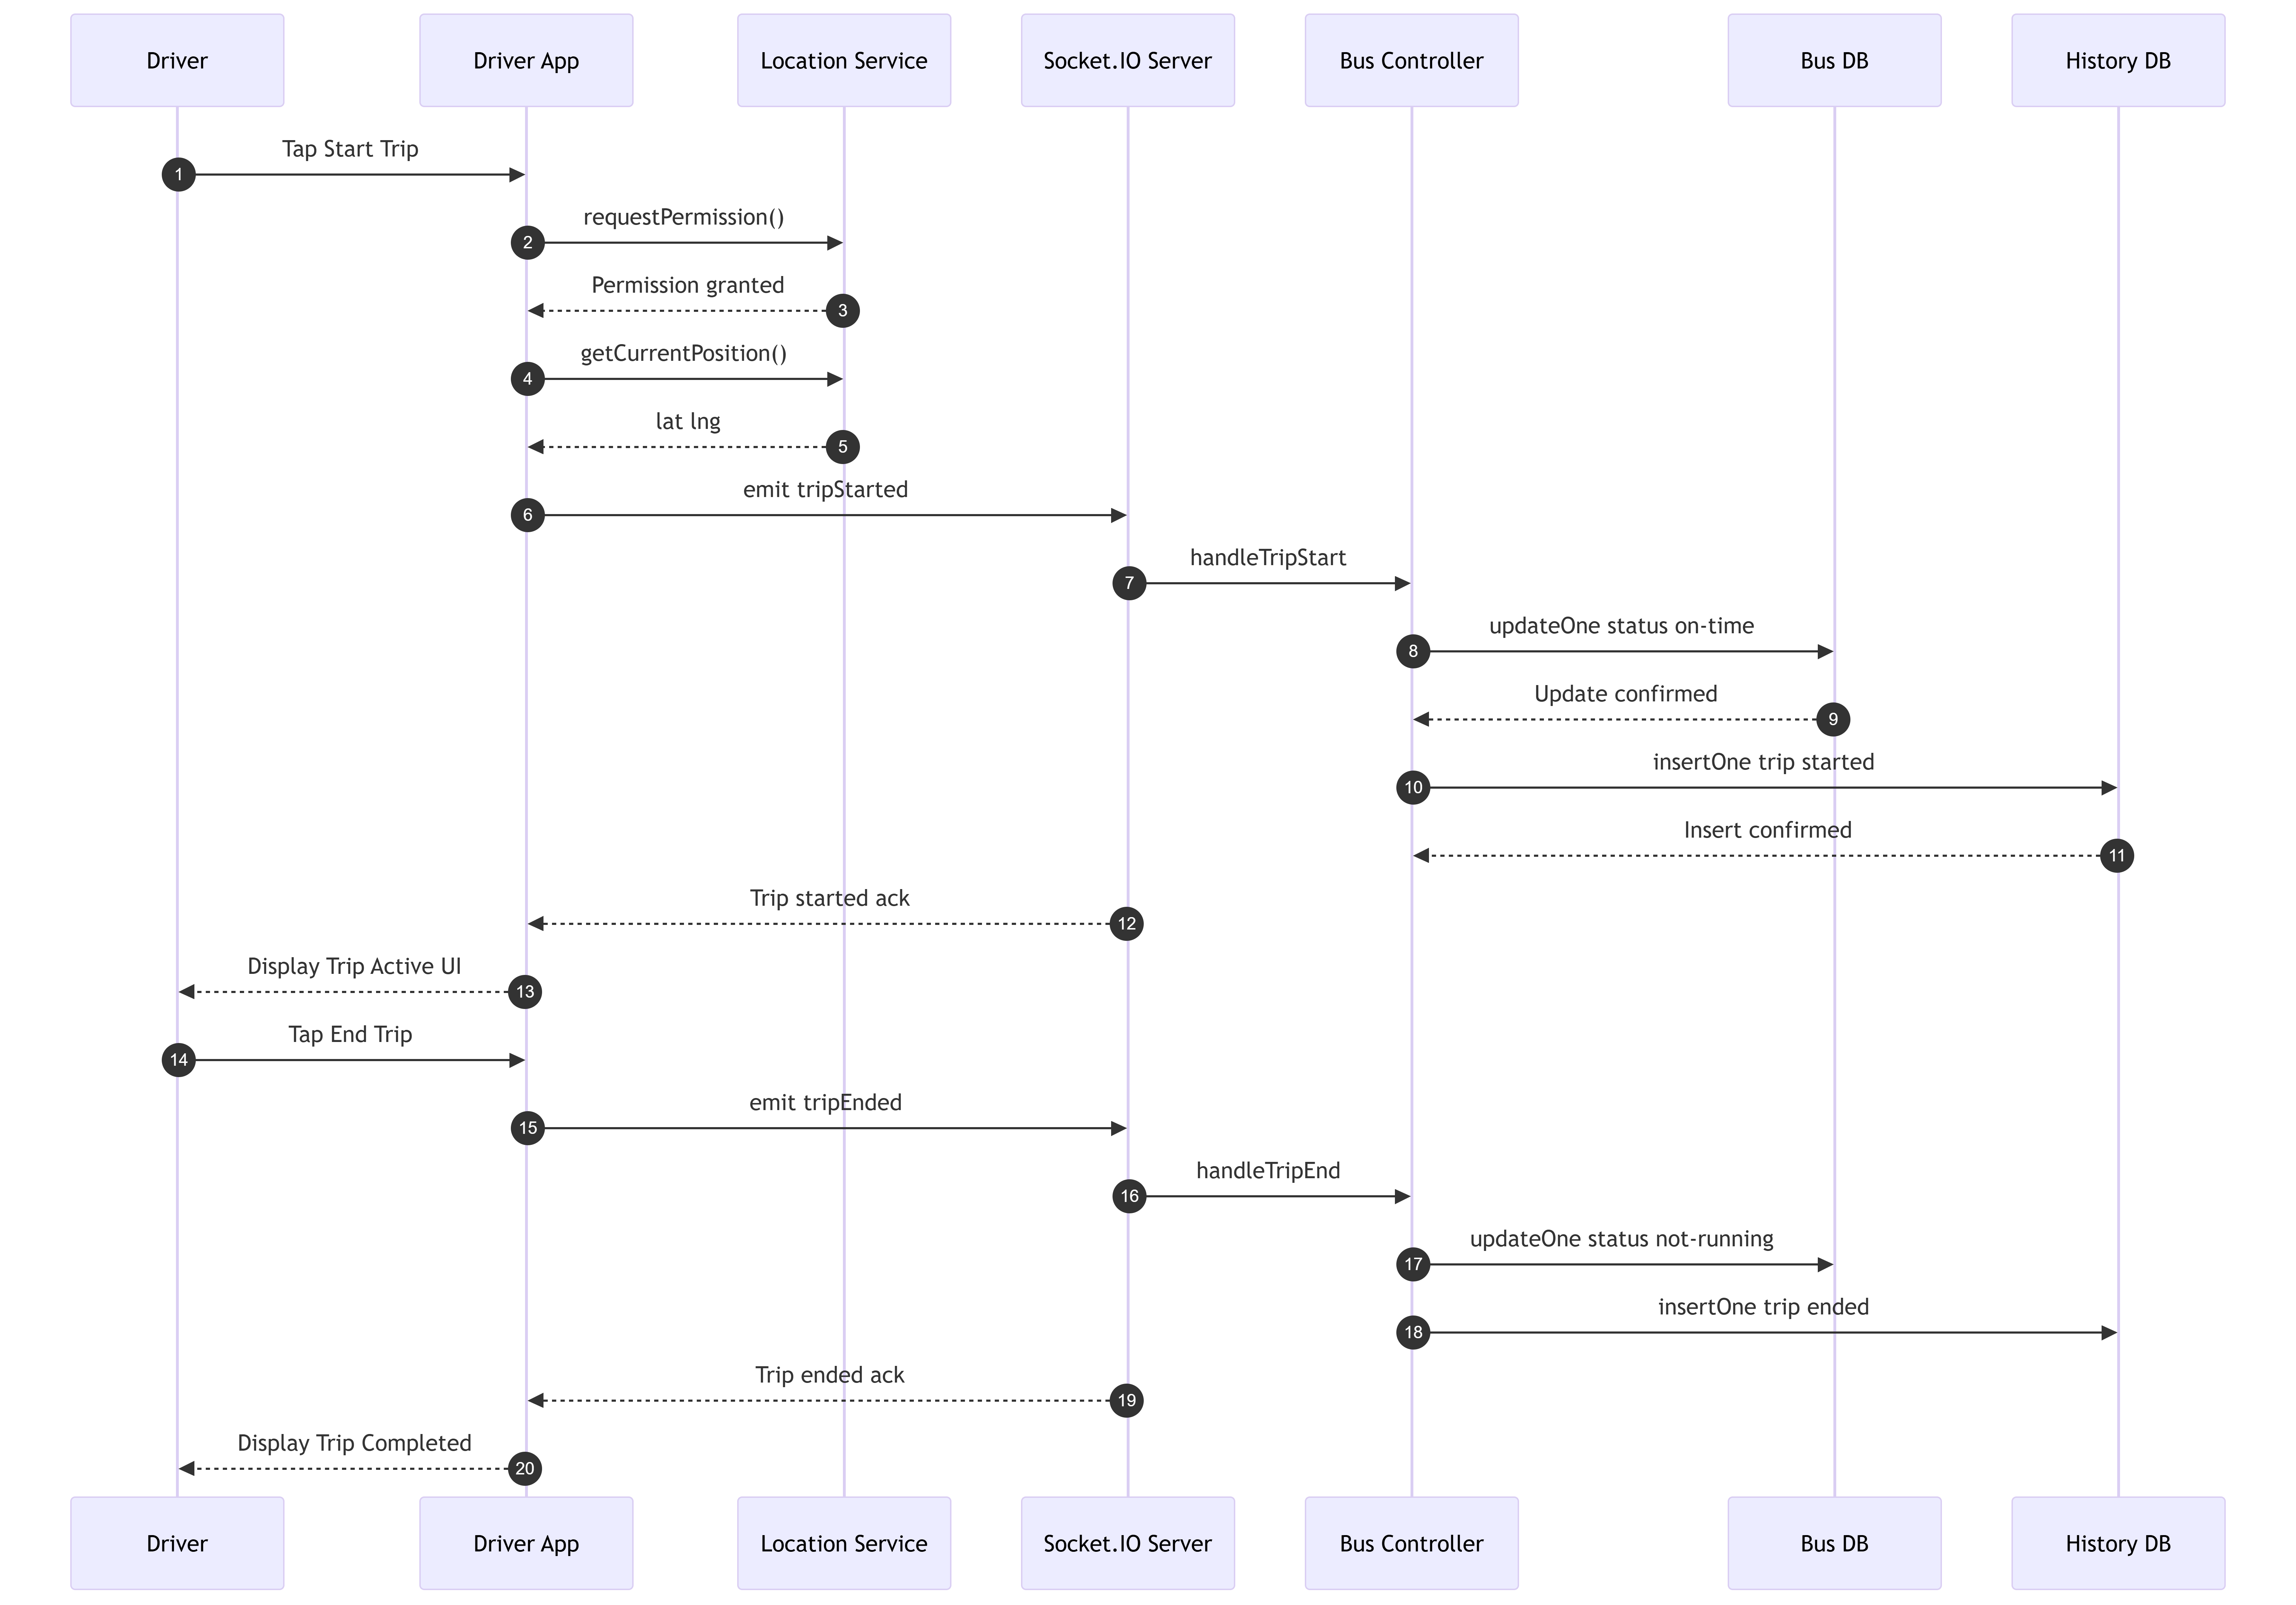 Driver
Driver App
Location Service
Socket.IO Server
Bus Controller
Bus DB
History DB
Tap Start Trip
1
requestPermission()
2
Permission granted
3
getCurrentPosition()
4
lat lng
5
emit tripStarted
6
handleTripStart
7
updateOne status on-time
8
Update confirmed
9
insertOne trip started
10
Insert confirmed
11
Trip started ack
12
Display Trip Active UI
13
Tap End Trip
14
emit tripEnded
15
handleTripEnd
16
updateOne status not-running
17
insertOne trip ended
18
Trip ended ack
19
Display Trip Completed
20
Driver
Driver App
Location Service
Socket.IO Server
Bus Controller
Bus DB
History DB